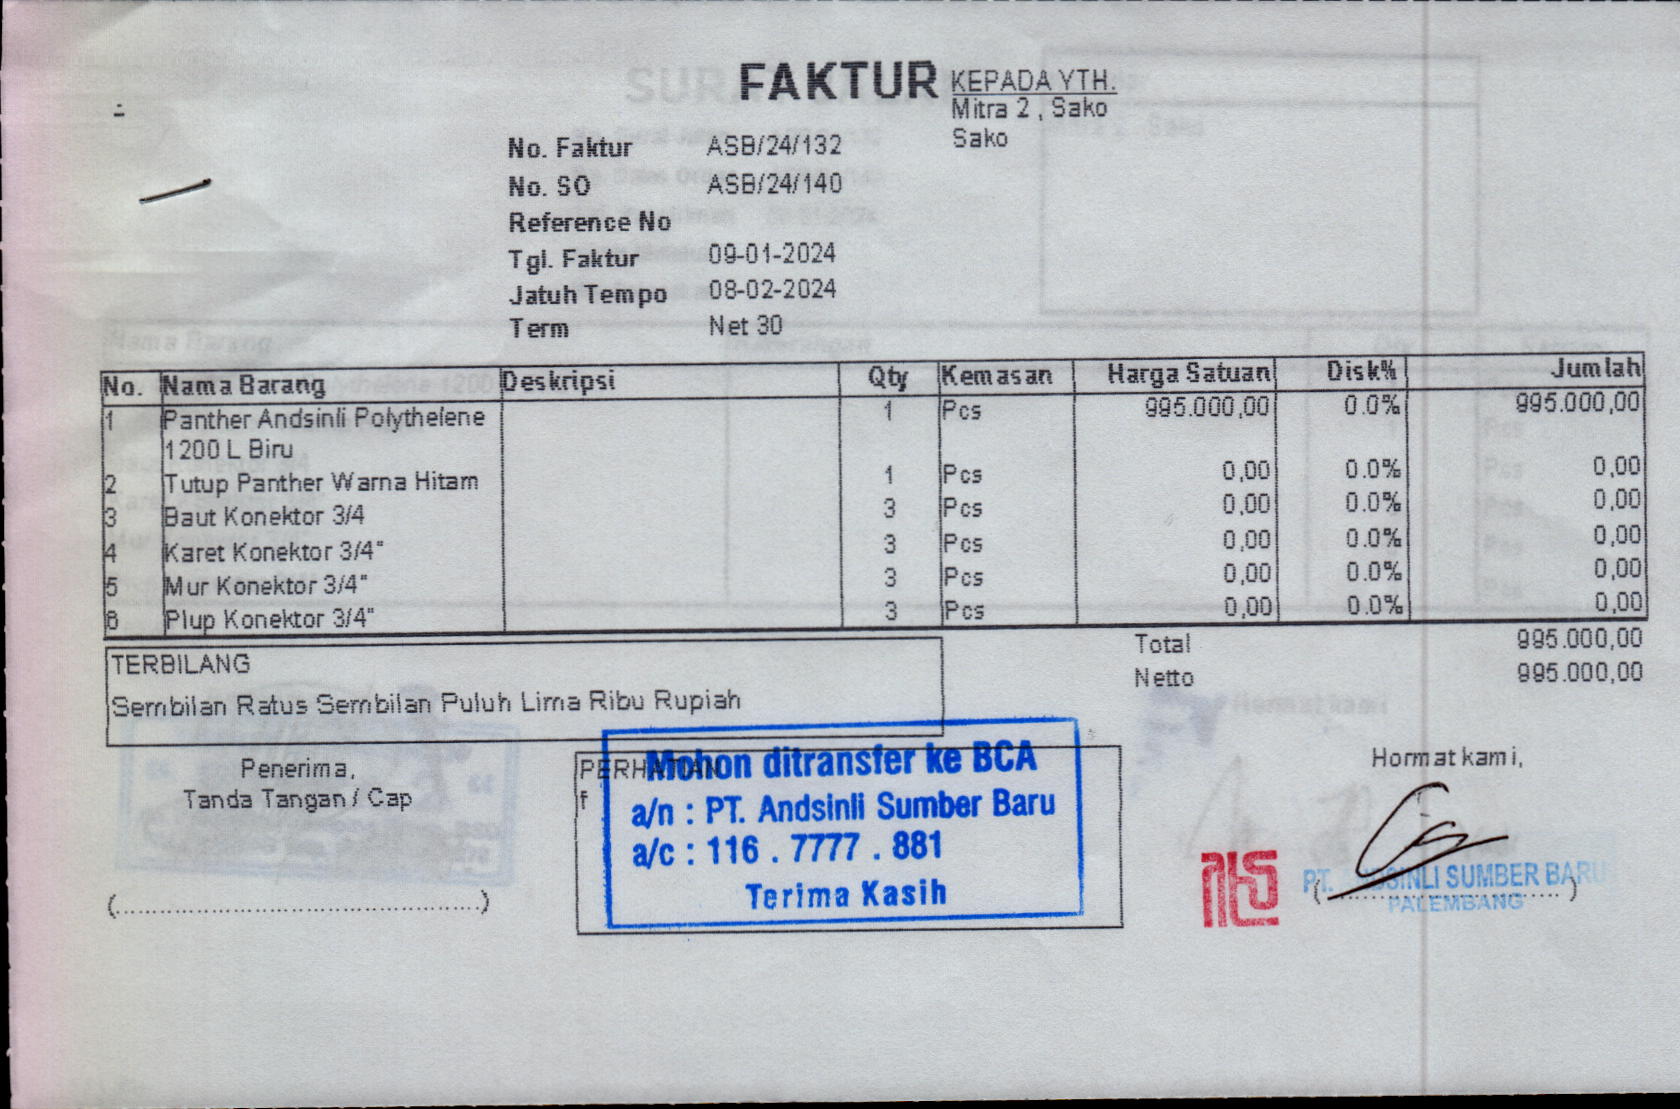 FAKTUR
KEPADA YTH.
Mitra 2 , Sako
Sako
No. Faktur ASB/24/132
No. SO ASB/24/140
Reference No
Tgl. Faktur 09-01-2024
Jatuh Tempo 08-02-2024
Term Net 30
No. Nama Barang Deskripsi Qty Kemasan Harga Satuan Disk% Jumlah
1 Panther Andsinli Polythelene 1 Pcs 995.000,00 0.0% 995.000,00
1200 L Biru
2 Tutup Panther Warna Hitam 1 Pcs 0,00 0.0% 0,00
3 Baut Konektor 3/4 3 Pcs 0,00 0.0% 0,00
4 Karet Konektor 3/4" 3 Pcs 0,00 0.0% 0,00
5 Mur Konektor 3/4" 3 Pcs 0,00 0.0% 0,00
6 Plup Konektor 3/4" 3 Pcs 0,00 0.0% 0,00
Total 995.000,00
Netto 995.000,00
TERBILANG
Sembilan Ratus Sembilan Puluh Lima Ribu Rupiah
Penerima,
Tanda Tangan / Cap
(................................................)
PERHATIAN
f
Mohon ditransfer ke BCA
a/n : PT. Andsinli Sumber Baru
a/c : 116 . 7777 . 881
Terima Kasih
Hormat kami,
PT. ANDSINLI SUMBER BARU
PALEMBANG